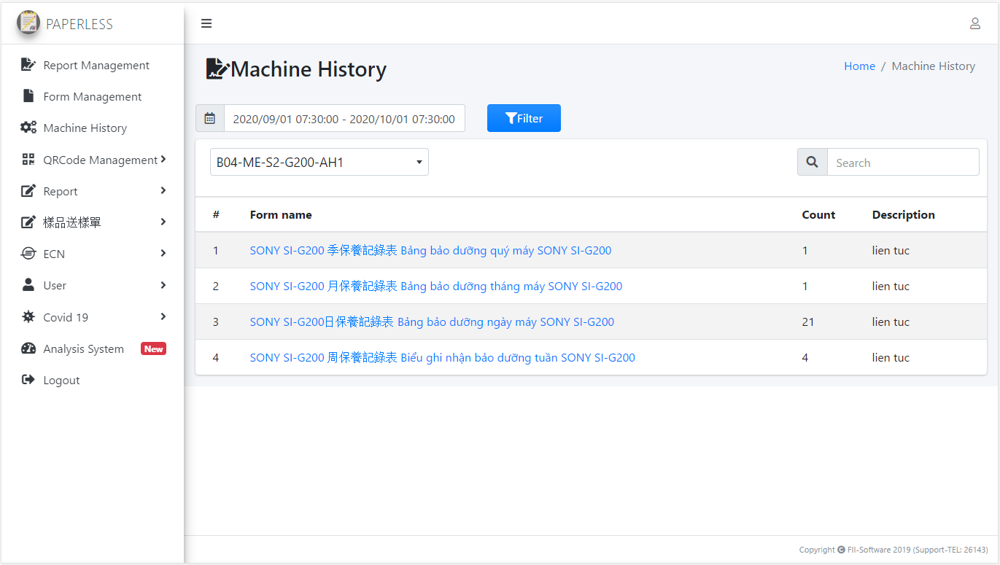 PAPERLESS
Report Management
Form Management
Machine History
QRCode Management
Report
樣品送樣單
ECN
User
Covid 19
Analysis System New
Logout
Machine History
Home / Machine History
2020/09/01 07:30:00 - 2020/10/01 07:30:00 Filter
B04-ME-S2-G200-AH1 Search
# Form name Count Description
1 SONY SI-G200 季保養記錄表 Bảng bảo dưỡng quý máy SONY SI-G200 1 lien tuc
2 SONY SI-G200 月保養記錄表 Bảng bảo dưỡng tháng máy SONY SI-G200 1 lien tuc
3 SONY SI-G200日保養記錄表 Bảng bảo dưỡng ngày máy SONY SI-G200 21 lien tuc
4 SONY SI-G200 周保養記錄表 Biểu ghi nhận bảo dưỡng tuần SONY SI-G200 4 lien tuc
Copyright FII-Software 2019 (Support-TEL: 26143)